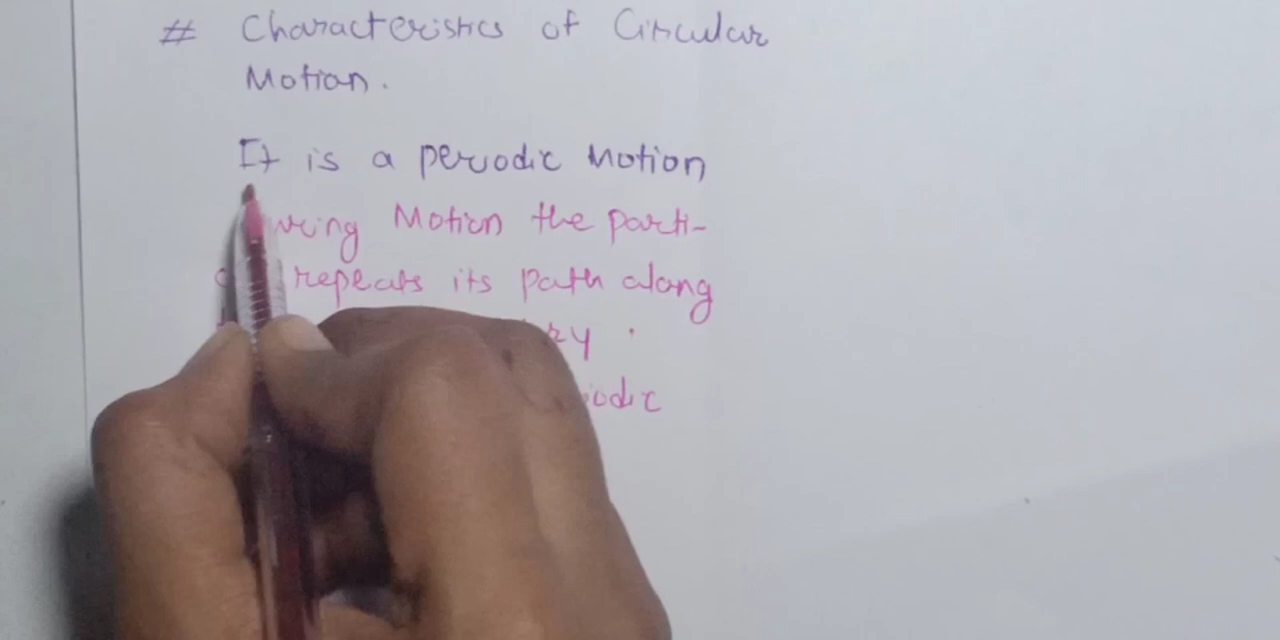 # Characteristics of Circular
Motion.
It is a periodic Motion
Motion the parti-
repeats its path along